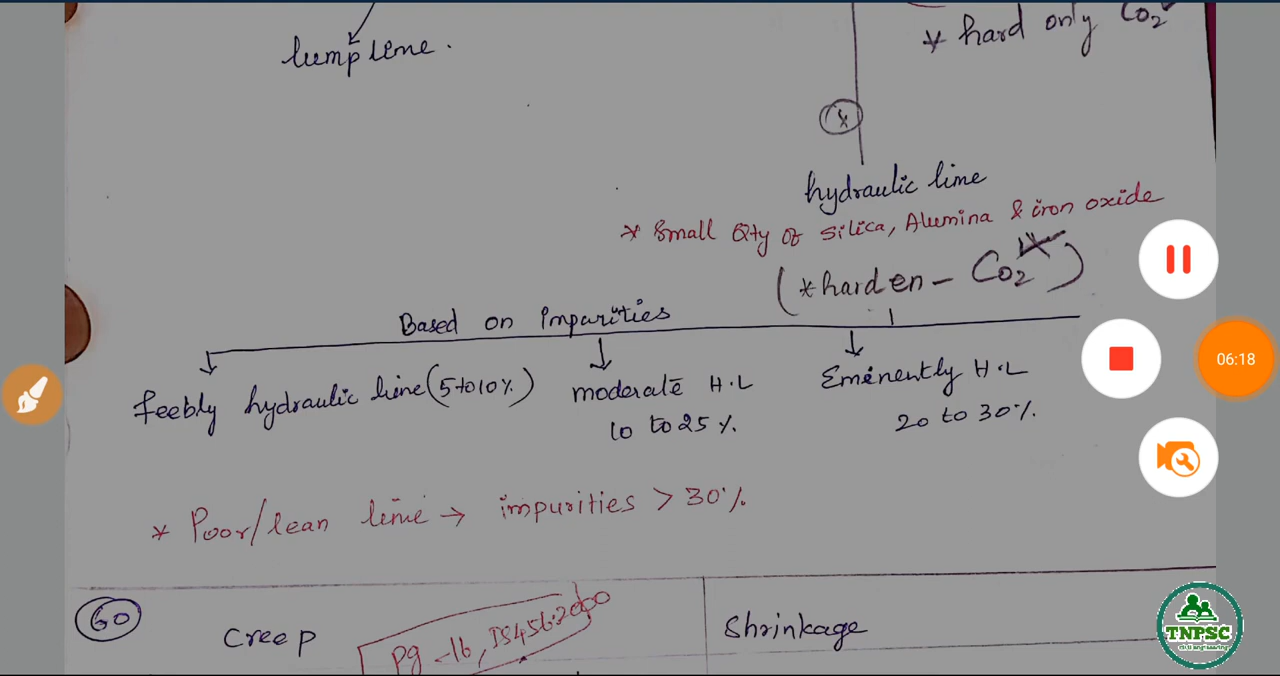 lump lime.
* hard only CO2
hydraulic lime
* Small Qty of Silica, Alumina & iron oxide
(*harden - CO2)
Based on Impurities
feebly hydraulic lime (5 to 10%)
moderate H.L
10 to 25%.
Eminently H.L
20 to 30%.
* Poor/lean lime → impurities > 30%
60
Creep
pg -16, IS456:2000
Shrinkage
06:18
TNPSC
civil engineering